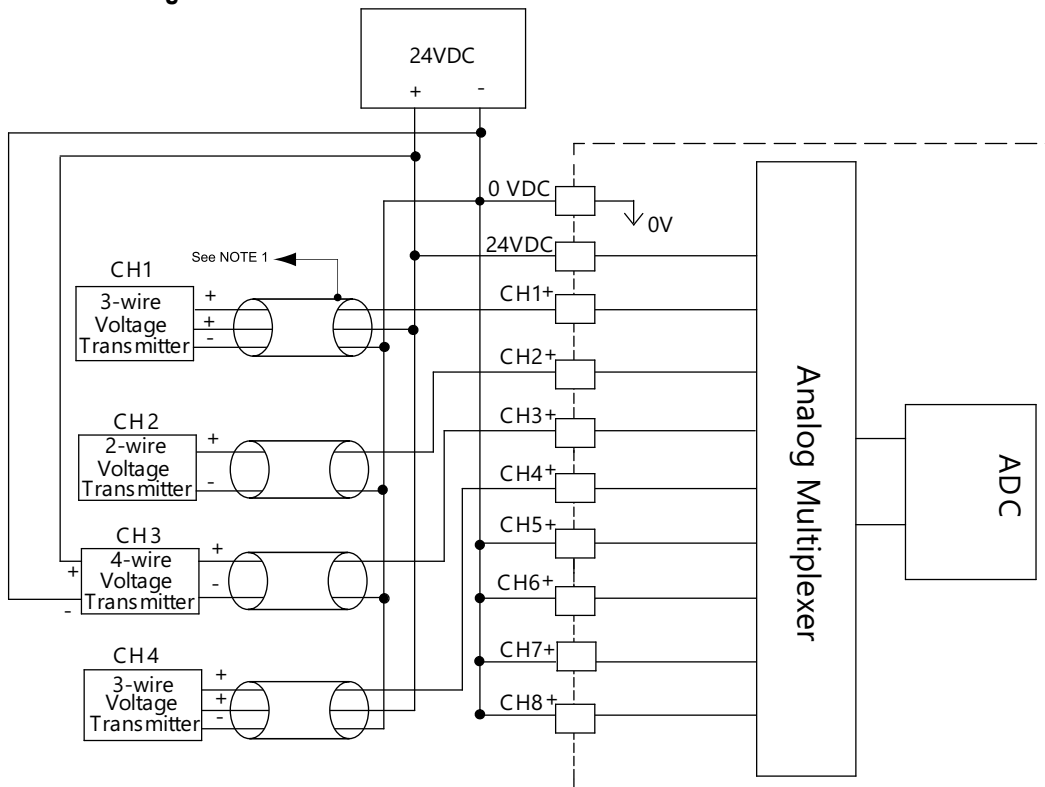 g
24VDC
+ -
0 VDC
0V
24VDC
See NOTE 1
CH1
3-wire
Voltage
Transmitter
+
+
-
CH1+
CH2+
CH2
2-wire
Voltage
Transmitter
+
-
CH3+
CH4+
CH3
4-wire
Voltage
Transmitter
+
-
+
-
CH5+
CH6+
CH4
3-wire
Voltage
Transmitter
+
+
-
CH7+
CH8+
Analog Multiplexer
ADC